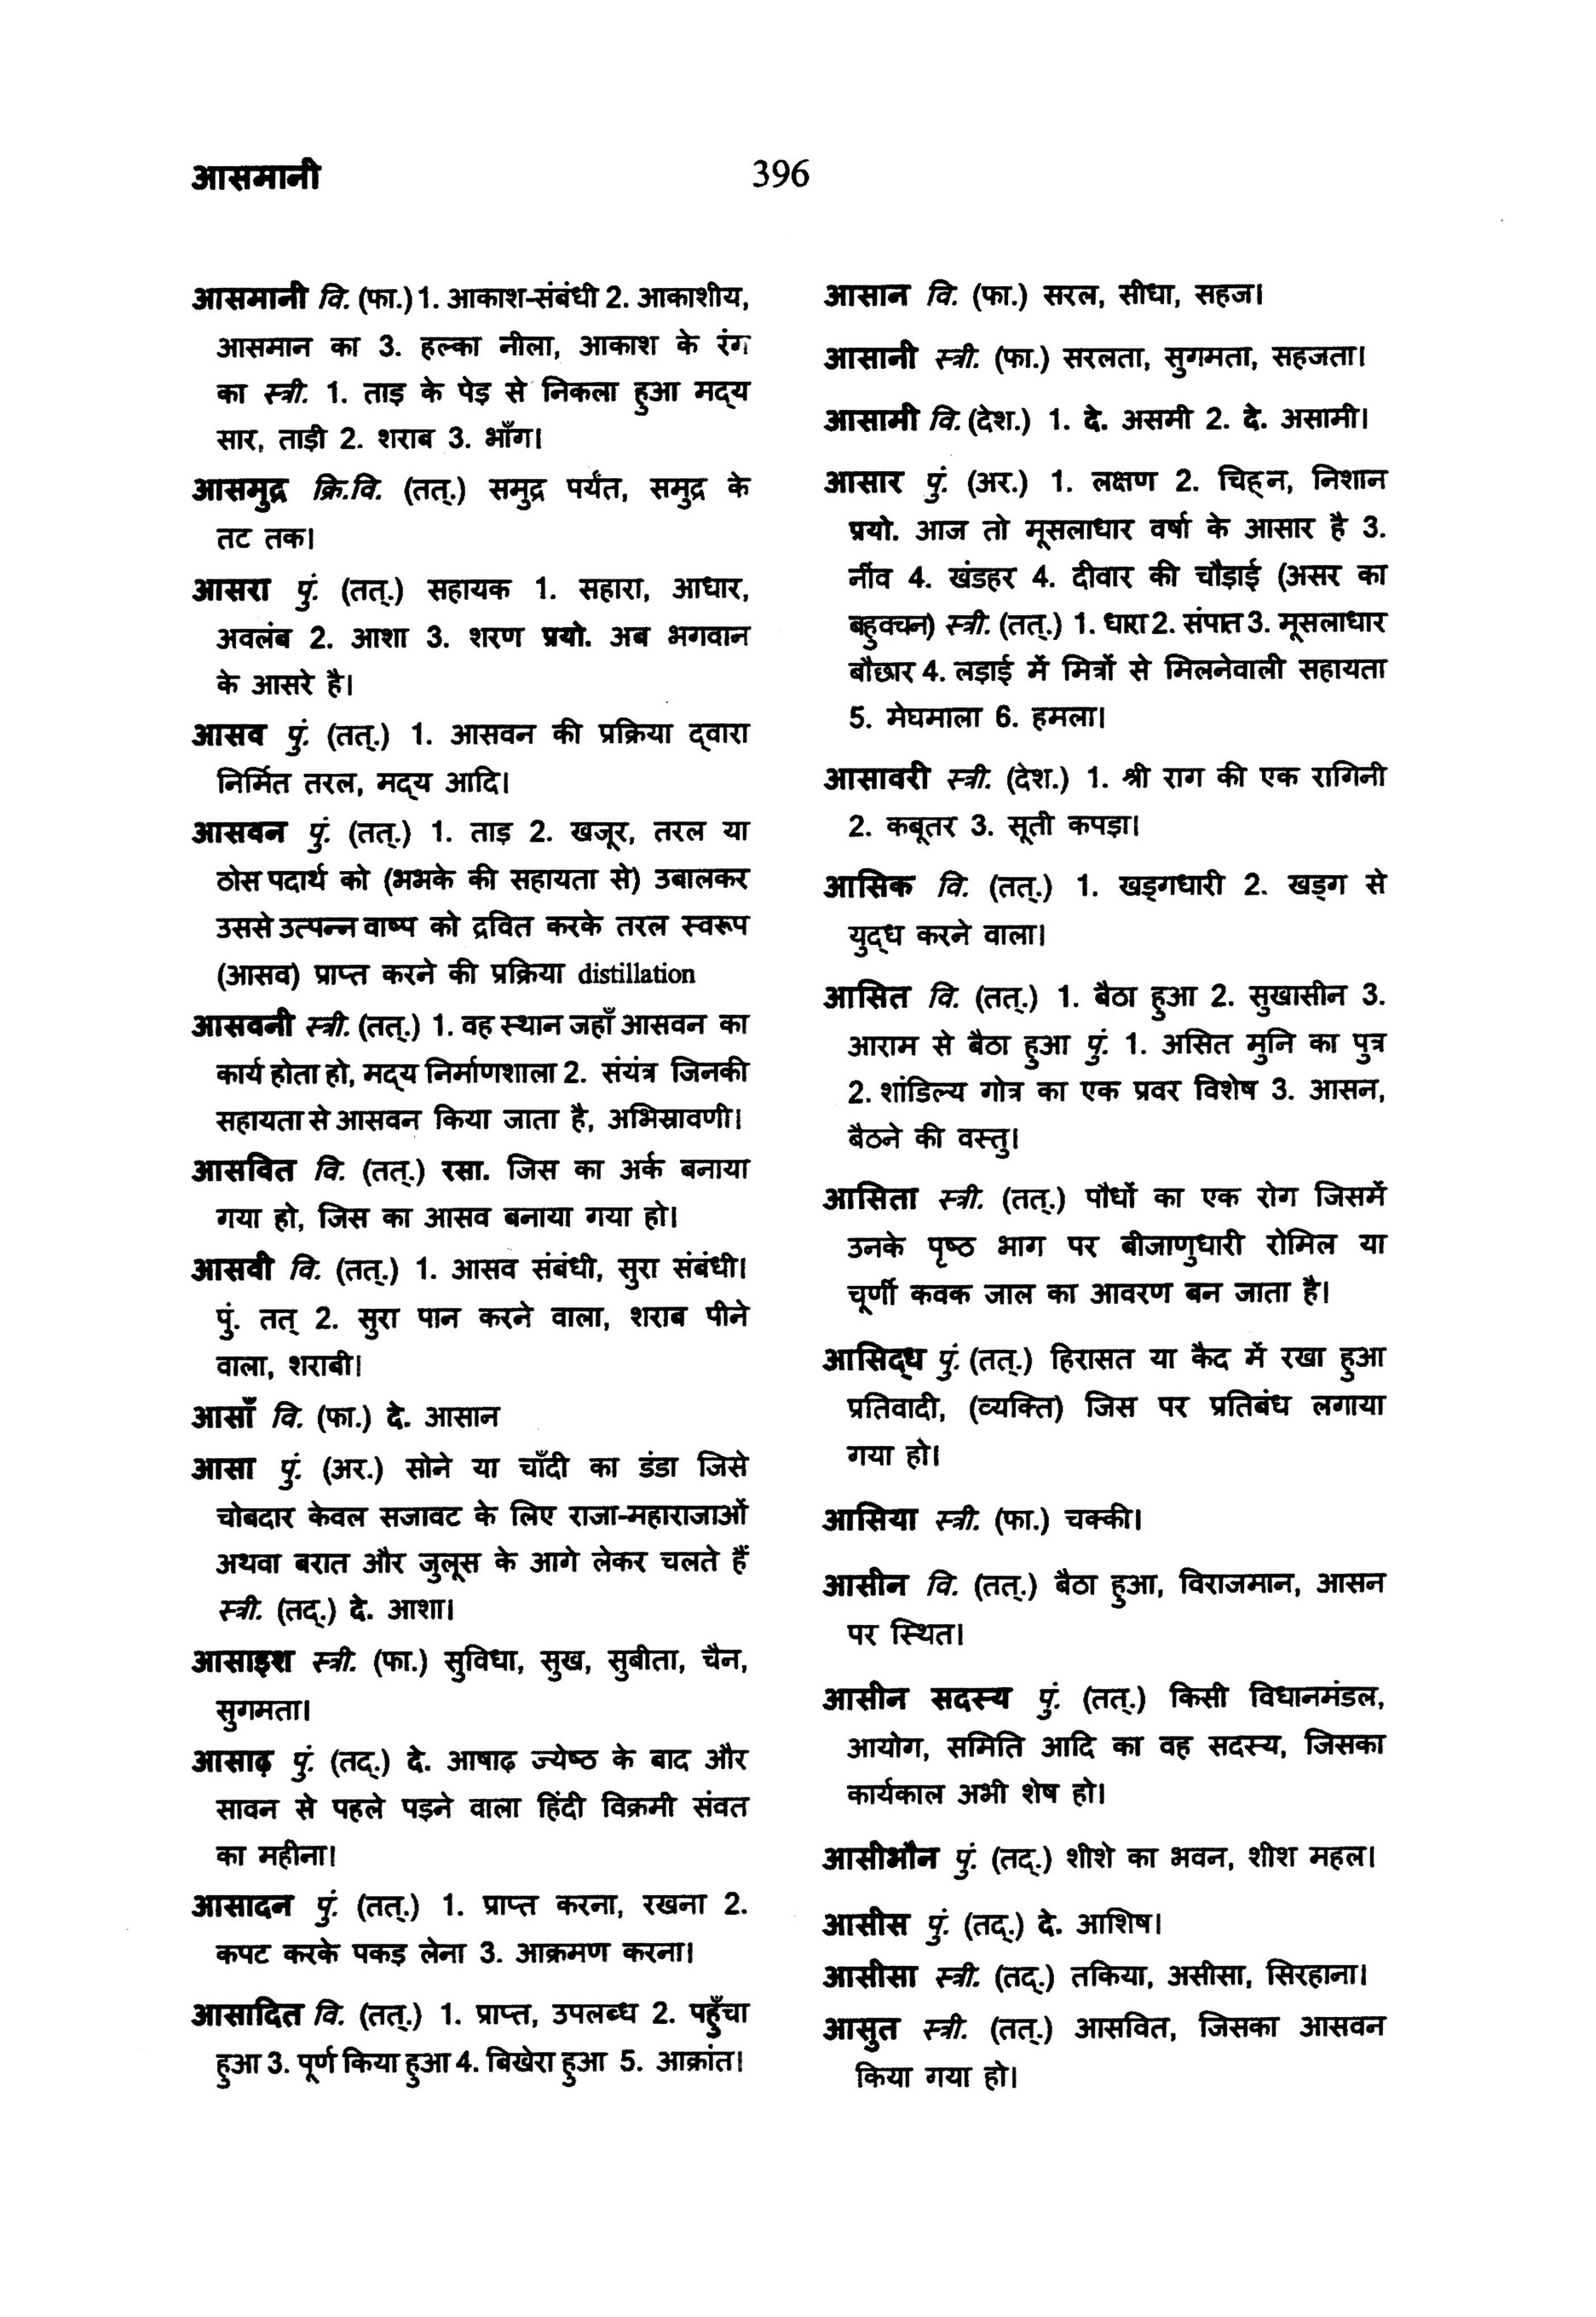 आसमानी
396
आसमानी वि. (फा.) 1. आकाश-संबंधी 2. आकाशीय,
आसमान का 3. हल्का नीला, आकाश के रंग
का स्त्री. 1. ताड़ के पेड़ से निकला हुआ मद्‌य
सार, ताड़ी 2. शराब 3. भाँग।
आसमुद्र क्रि.वि. (तत्.) समुद्र पर्यंत, समुद्र के
तट तक।
आसरा पुं. (तत्.) सहायक 1. सहारा, आधार,
अवलंब 2. आशा 3. शरण प्रयो. अब भगवान
के आसरे है।
आसव पुं. (तत्.) 1. आसवन की प्रक्रिया द्‌वारा
निर्मित तरल, मद्‌य आदि।
आसवन पुं. (तत्.) 1. ताड़ 2. खजूर, तरल या
ठोस पदार्थ को (भभके की सहायता से) उबालकर
उससे उत्पन्न वाष्प को द्रवित करके तरल स्वरूप
(आसव) प्राप्त करने की प्रक्रिया distillation
आसवनी स्त्री. (तत्.) 1. वह स्थान जहाँ आसवन का
कार्य होता हो, मद्‌य निर्माणशाला 2. संयंत्र जिनकी
सहायता से आसवन किया जाता है, अभिस्रावणी।
आसवित वि. (तत्.) रसा. जिस का अर्क बनाया
गया हो, जिस का आसव बनाया गया हो।
आसवी वि. (तत्.) 1. आसव संबंधी, सुरा संबंधी।
पुं. तत् 2. सुरा पान करने वाला, शराब पीने
वाला, शराबी।
आसाँ वि. (फा.) दे. आसान
आसा पुं. (अर.) सोने या चाँदी का डंडा जिसे
चोबदार केवल सजावट के लिए राजा-महाराजाओं
अथवा बरात और जुलूस के आगे लेकर चलते हैं
स्त्री. (तद्.) दे. आशा।
आसाइश स्त्री. (फा.) सुविधा, सुख, सुबीता, चैन,
सुगमता।
आसाढ़ पुं. (तद्.) दे. आषाढ़ ज्येष्ठ के बाद और
सावन से पहले पड़ने वाला हिंदी विक्रमी संवत
का महीना।
आसादन पुं. (तत्.) 1. प्राप्त करना, रखना 2.
कपट करके पकड़ लेना 3. आक्रमण करना।
आसादित वि. (तत्.) 1. प्राप्त, उपलब्ध 2. पहुँचा
हुआ 3. पूर्ण किया हुआ 4. बिखेरा हुआ 5. आक्रांत।
आसान वि. (फा.) सरल, सीधा, सहज।
आसानी स्त्री. (फा.) सरलता, सुगमता, सहजता।
आसामी वि. (देश.) 1. दे. असमी 2. दे. असामी।
आसार पुं. (अर.) 1. लक्षण 2. चिह्‌न, निशान
प्रयो. आज तो मूसलाधार वर्षा के आसार है 3.
नींव 4. खंडहर 4. दीवार की चौड़ाई (असर का
बहुवचन) स्त्री. (तत्.) 1. धारा 2. संपात 3. मूसलाधार
बौछार 4. लड़ाई में मित्रों से मिलनेवाली सहायता
5. मेघमाला 6. हमला।
आसावरी स्त्री. (देश.) 1. श्री राग की एक रागिनी
2. कबूतर 3. सूती कपड़ा।
आसिक वि. (तत्.) 1. खड्‌गधारी 2. खड्‌ग से
युद्‌ध करने वाला।
आसित वि. (तत्.) 1. बैठा हुआ 2. सुखासीन 3.
आराम से बैठा हुआ पुं. 1. असित मुनि का पुत्र
2. शांडिल्य गोत्र का एक प्रवर विशेष 3. आसन,
बैठने की वस्तु।
आसिता स्त्री. (तत्.) पौधों का एक रोग जिसमें
उनके पृष्ठ भाग पर बीजाणुधारी रोमिल या
चूर्णी कवक जाल का आवरण बन जाता है।
आसिद्‌ध पुं. (तत्.) हिरासत या कैद में रखा हुआ
प्रतिवादी, (व्यक्ति) जिस पर प्रतिबंध लगाया
गया हो।
आसिया स्त्री. (फा.) चक्की।
आसीन वि. (तत्.) बैठा हुआ, विराजमान, आसन
पर स्थित।
आसीन सदस्य पुं. (तत्.) किसी विधानमंडल,
आयोग, समिति आदि का वह सदस्य, जिसका
कार्यकाल अभी शेष हो।
आसीभौन पुं. (तद्.) शीशे का भवन, शीश महल।
आसीस पुं. (तद्.) दे. आशिष।
आसीसा स्त्री. (तद्.) तकिया, असीसा, सिरहाना।
आसुत स्त्री. (तत्.) आसवित, जिसका आसवन
किया गया हो।